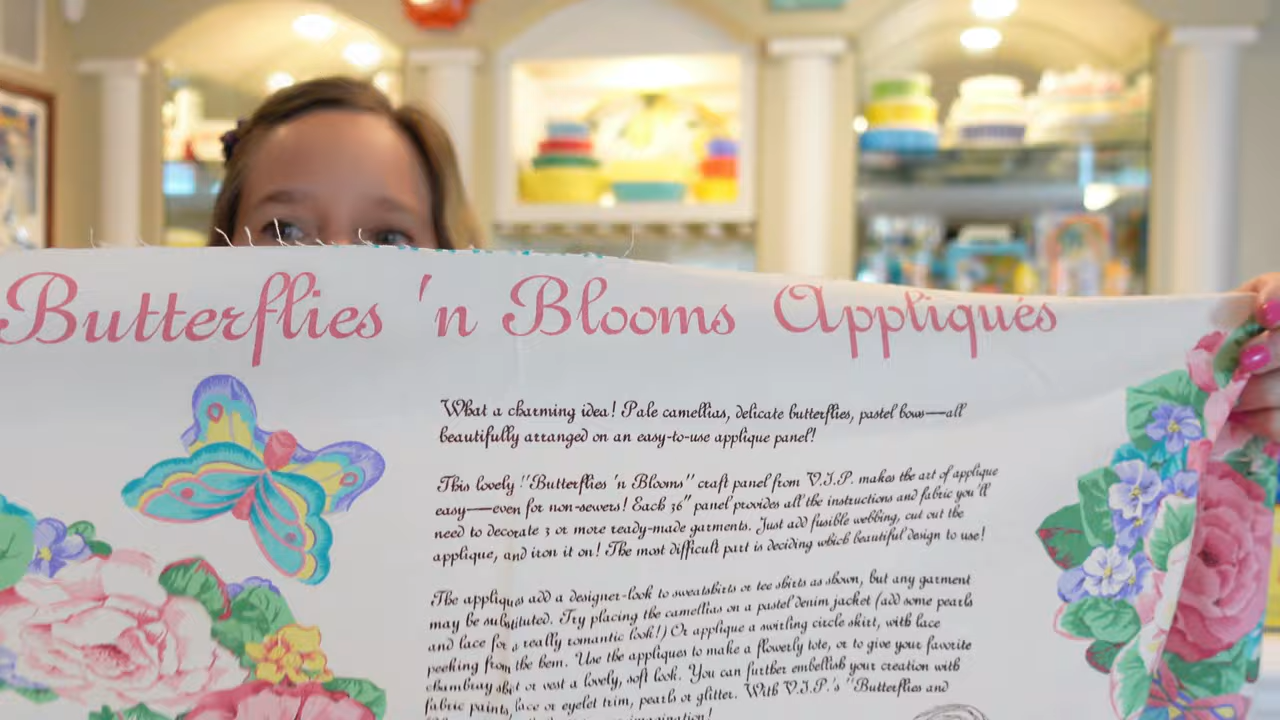 Butterflies 'n Blooms Appliqués
What a charming idea! Pale camellias, delicate butterflies, pastel bows—all
beautifully arranged on an easy-to-use applique panel!
This lovely "Butterflies 'n Blooms" craft panel from V.I.P. makes the art of applique
easy—even for non-sewers! Each 36" panel provides all the instructions and fabric you'll
need to decorate 3 or more ready-made garments. Just add fusible webbing, cut out the
applique, and iron it on! The most difficult part is deciding which beautiful design to use!
The appliques add a designer-look to sweatshirts or tee shirts as shown, but any garment
may be substituted. Try placing the camellias on a pastel denim jacket (add some pearls
and lace for a really romantic look!) Or applique a swirling circle skirt, with lace
peeking from the hem. Use the appliques to make a flowerly tote, or to give your favorite
chambray shirt or vest a lovely, soft look. You can further embellish your creation with
fabric paints, lace or eyelet trim, pearls or glitter. With V.I.P.'s "Butterflies and
imagination!